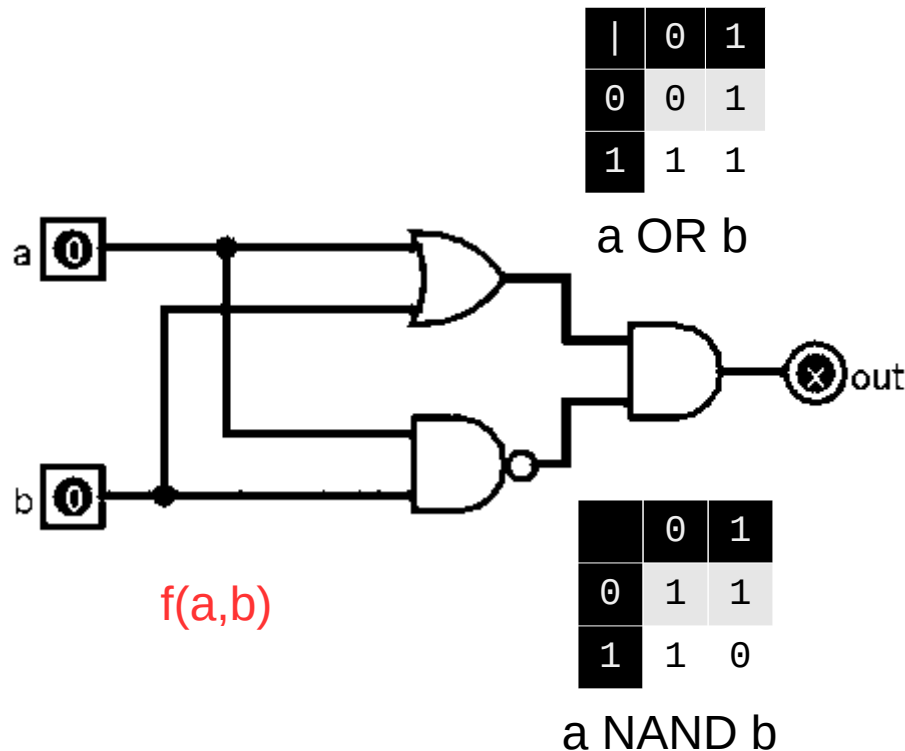 | 0 1
0 0 1
1 1 1
a OR b
a 0
x out
b 0
f(a,b)
0 1
0 1 1
1 1 0
a NAND b